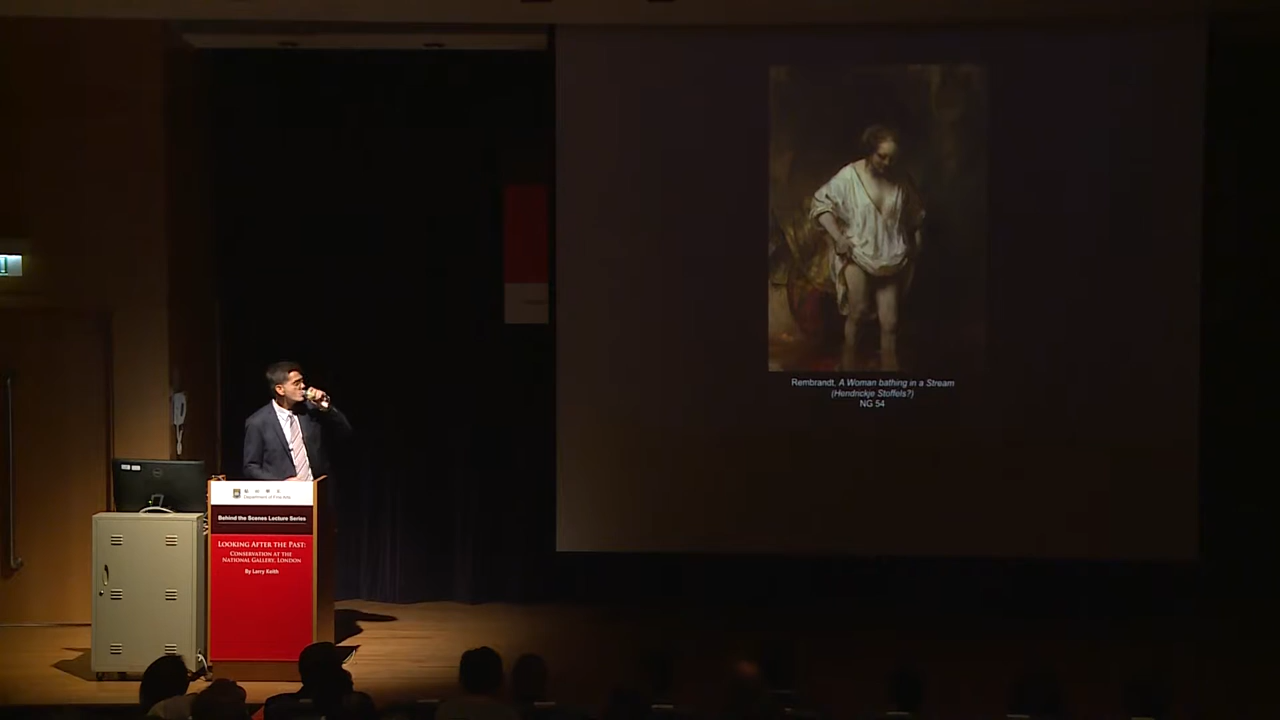 Rembrandt, A Woman bathing in a Stream
(Hendrickje Stoffels?)
NG 54
Department of Fine Arts
Behind the Scenes Lecture Series
LOOKING AFTER THE PAST:
CONSERVATION AT THE
NATIONAL GALLERY, LONDON
By Larry Keith